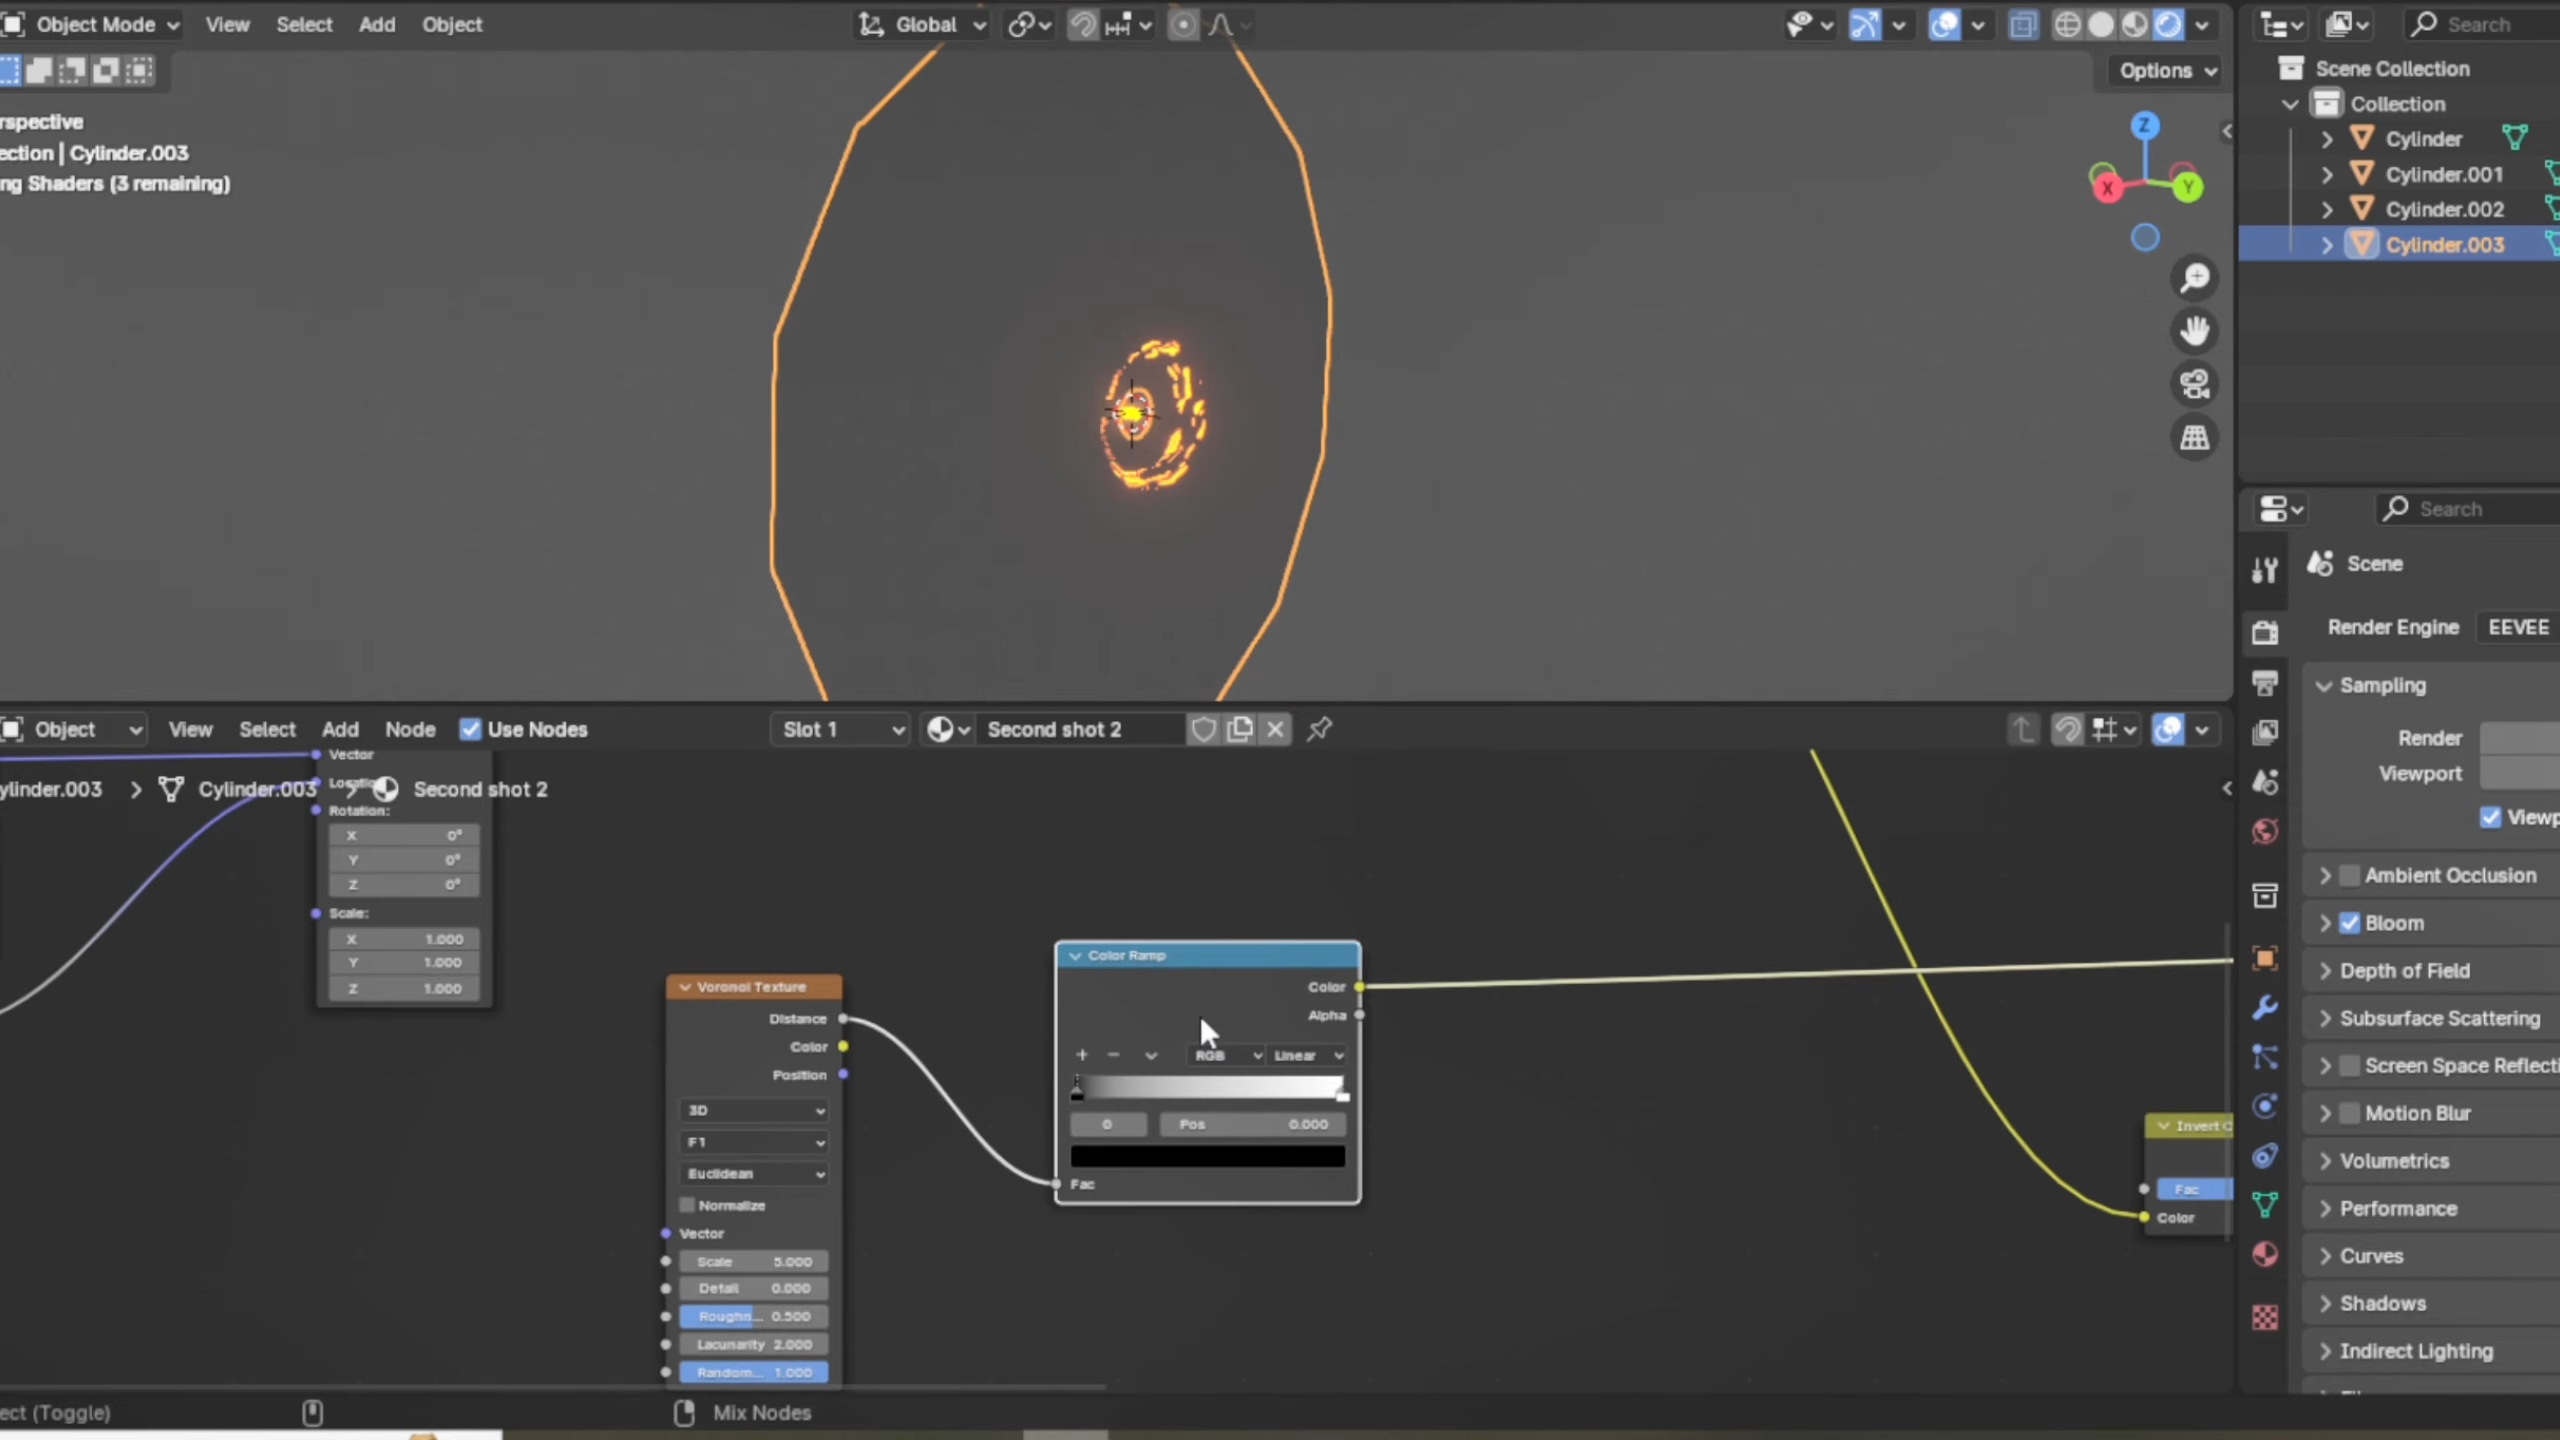 Object Mode View Select Add Object Global
Options
rspective
ection | Cylinder.003
ng Shaders (3 remaining)
Z
X
Y
Search
Scene Collection
Collection
Cylinder
Cylinder.001
Cylinder.002
Cylinder.003
Search
Scene
Render Engine EEVEE
Sampling
Render
Viewport
Viewp
Ambient Occlusion
Bloom
Depth of Field
Subsurface Scattering
Screen Space Reflecti
Motion Blur
Volumetrics
Performance
Curves
Shadows
Indirect Lighting
Object View Select Add Node Use Nodes Slot 1 Second shot 2
ylinder.003 > Cylinder.003 > Second shot 2
Vector
Locatio
Rotation:
X 0°
Y 0°
Z 0°
Scale:
X 1.000
Y 1.000
Z 1.000
Voronoi Texture
Distance
Color
Position
3D
F1
Euclidean
Normalize
Vector
Scale 5.000
Detail 0.000
Roughn... 0.500
Lacunarity 2.000
Random... 1.000
Color Ramp
Color
Alpha
+ − RGB Linear
0 Pos 0.000
Fac
Invert C
Fac
Color
ect (Toggle) Mix Nodes